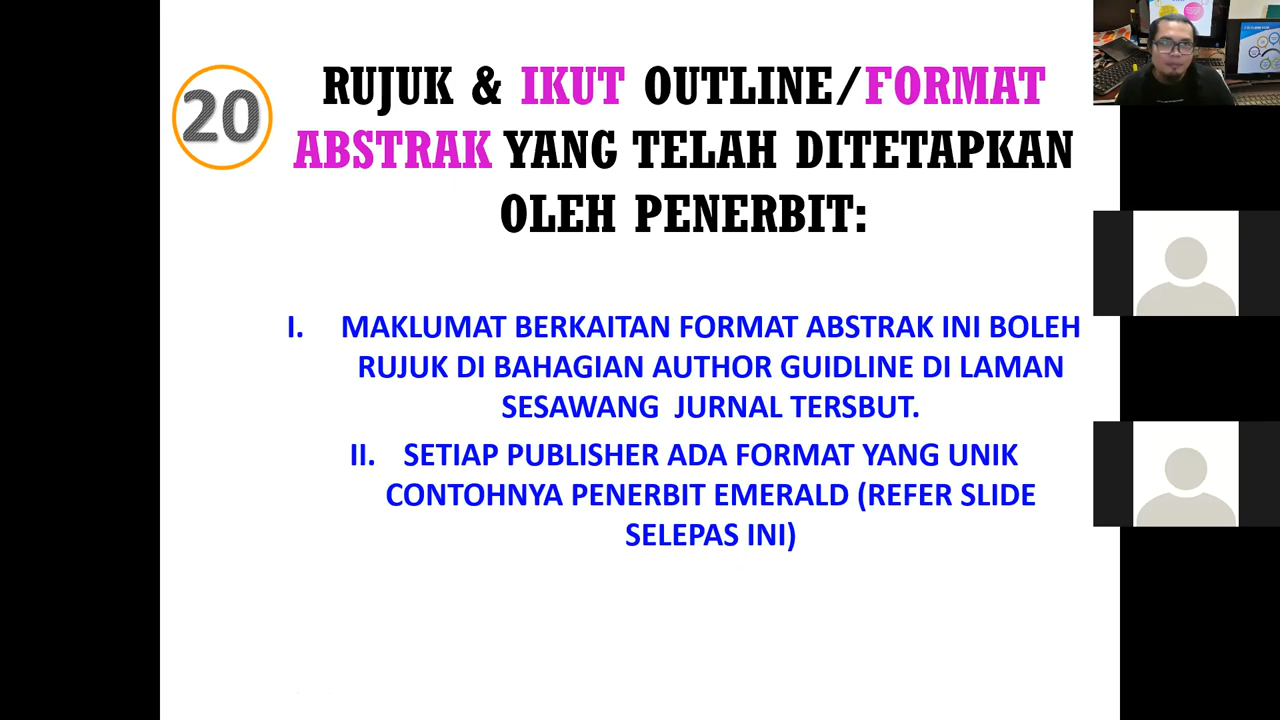 20
RUJUK & IKUT OUTLINE/FORMAT
ABSTRAK YANG TELAH DITETAPKAN
OLEH PENERBIT:
I. MAKLUMAT BERKAITAN FORMAT ABSTRAK INI BOLEH
RUJUK DI BAHAGIAN AUTHOR GUIDLINE DI LAMAN
SESAWANG JURNAL TERSBUT.
II. SETIAP PUBLISHER ADA FORMAT YANG UNIK
CONTOHNYA PENERBIT EMERALD (REFER SLIDE
SELEPAS INI)